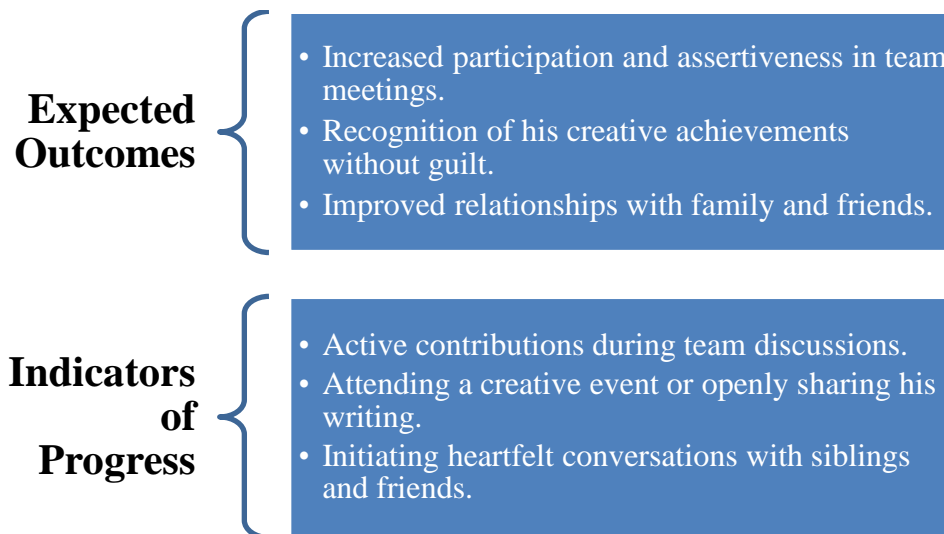 Expected
Outcomes
• Increased participation and assertiveness in team
meetings.
• Recognition of his creative achievements
without guilt.
• Improved relationships with family and friends.
Indicators
of
Progress
• Active contributions during team discussions.
• Attending a creative event or openly sharing his
writing.
• Initiating heartfelt conversations with siblings
and friends.